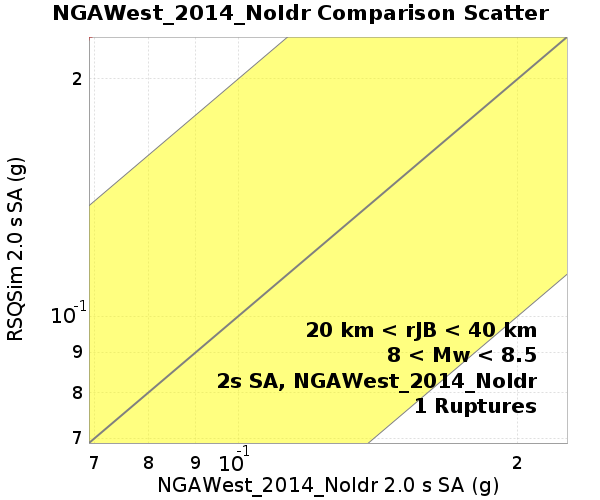 NGAWest_2014_NoIdr Comparison Scatter
RSQSim 2.0 s SA (g)
2
10-1
9
8
7
20 km < rJB < 40 km
8 < Mw < 8.5
2s SA, NGAWest_2014_NoIdr
1 Ruptures
7 8 9 10-1 2
NGAWest_2014_NoIdr 2.0 s SA (g)